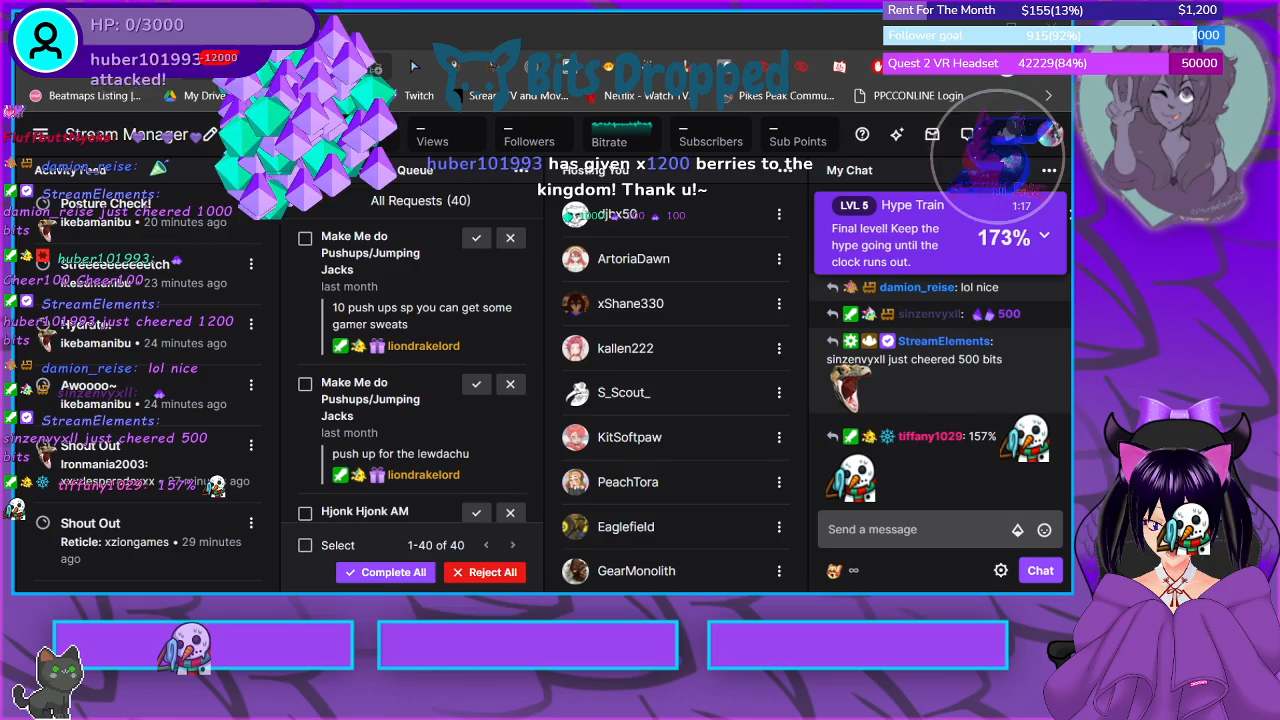 HP: 0/3000
huber101993 -12000
attacked!
Rent For The Month $155(13%) $1,200
Follower goal 915(92%) 1000
Quest 2 VR Headset 42229(84%) 50000
Bits Dropped
Beatmaps Listing |... My Drive Twitch Netflix - Watch TV... Pikes Peak Commu... PPCCONLINE Login
Stream Manager
Views Followers Bitrate Subscribers Sub Points
huber101993 has given x1200 berries to the
kingdom! Thank u!~
Queue
All Requests (40)
Make Me do
Pushups/Jumping
Jacks
last month
10 push ups sp you can get some
gamer sweats
liondrakelord
Make Me do
Pushups/Jumping
Jacks
last month
push up for the lewdachu
liondrakelord
Hjonk Hjonk AM
Select 1-40 of 40
Complete All Reject All
Hosting You
100
ArtoriaDawn
xShane330
kallen222
S_Scout_
KitSoftpaw
PeachTora
Eaglefield
GearMonolith
My Chat
LVL 5 Hype Train 1:17
Final level! Keep the
hype going until the
clock runs out.
173%
damion_reise: lol nice
sinzenvyxll: 500
StreamElements:
sinzenvyxll just cheered 500 bits
tiffany1029: 157%
Send a message
Chat
damion_reise:
StreamElements:
Posture Check!
damion_reise just cheered 1000
bits
ikebamanibu • 20 minutes ago
huber101993:
Cheer100 Cheer100
ikebamanibu • 23 minutes ago
StreamElements:
huber101993 just cheered 1200
bits
ikebamanibu • 24 minutes ago
damion_reise: lol nice
Awoooo~
sinzenvyxll:
ikebamanibu • 24 minutes ago
StreamElements:
sinzenvyxll just cheered 500
bits
Shout Out
Ironmania2003:
tiffany1029: 157%
Shout Out
Reticle: xziongames • 29 minutes
ago